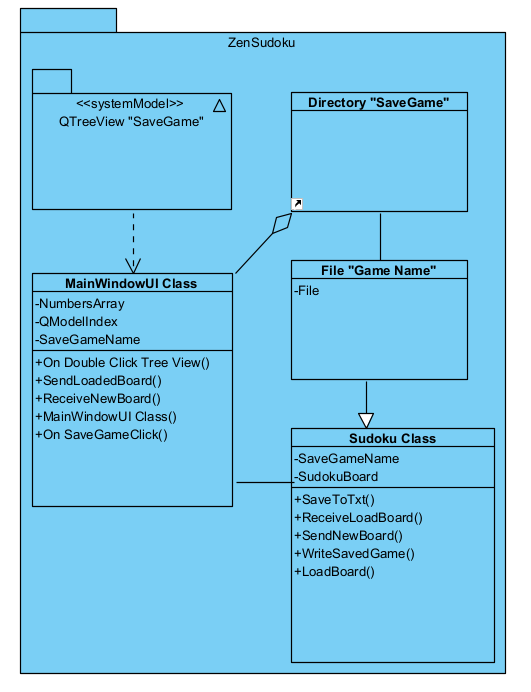 ZenSudoku
<<systemModel>>
QTreeView "SaveGame"
Directory "SaveGame"
MainWindowUI Class
-NumbersArray
-QModelIndex
-SaveGameName
+On Double Click Tree View()
+SendLoadedBoard()
+ReceiveNewBoard()
+MainWindowUI Class()
+On SaveGameClick()
File "Game Name"
-File
Sudoku Class
-SaveGameName
-SudokuBoard
+SaveToTxt()
+ReceiveLoadBoard()
+SendNewBoard()
+WriteSavedGame()
+LoadBoard()